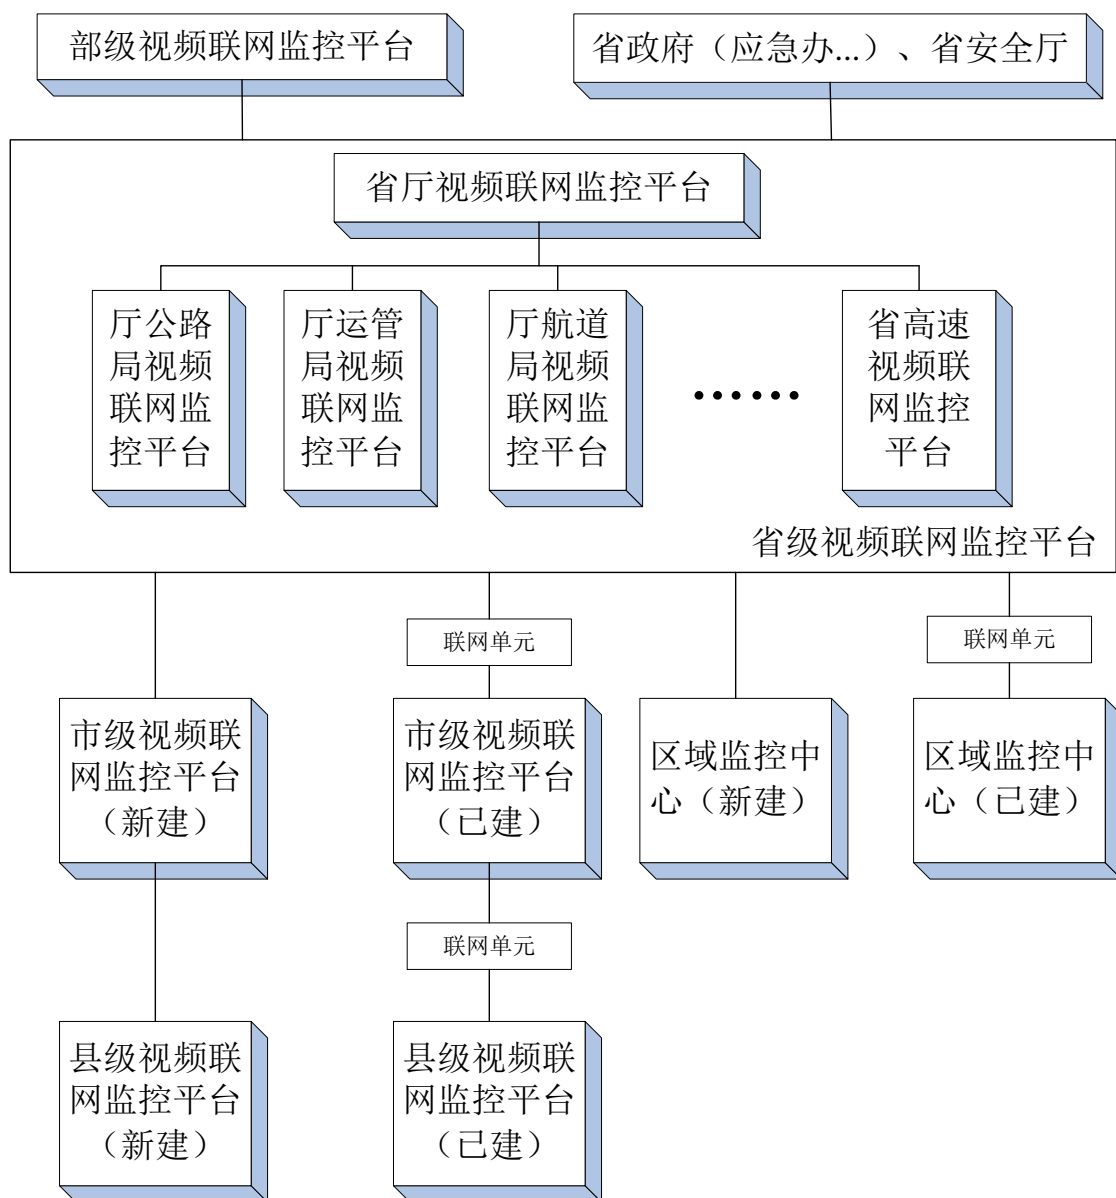 部级视频联网监控平台
省政府（应急办...）、省安全厅
省厅视频联网监控平台
厅公路
局视频
联网监
控平台
厅运管
局视频
联网监
控平台
厅航道
局视频
联网监
控平台
……
省高速
视频联
网监控
平台
省级视频联网监控平台
联网单元
联网单元
市级视频联
网监控平台
（新建）
市级视频联
网监控平台
（已建）
区域监控中
心（新建）
区域监控中
心（已建）
联网单元
县级视频联
网监控平台
（新建）
县级视频联
网监控平台
（已建）